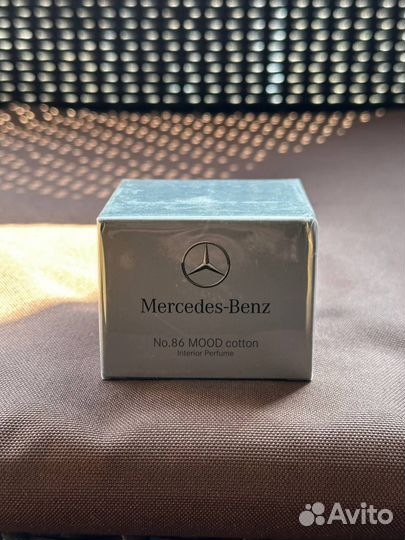 Mercedes-Benz
No.86 MOOD cotton
Interior Perfume
Avito